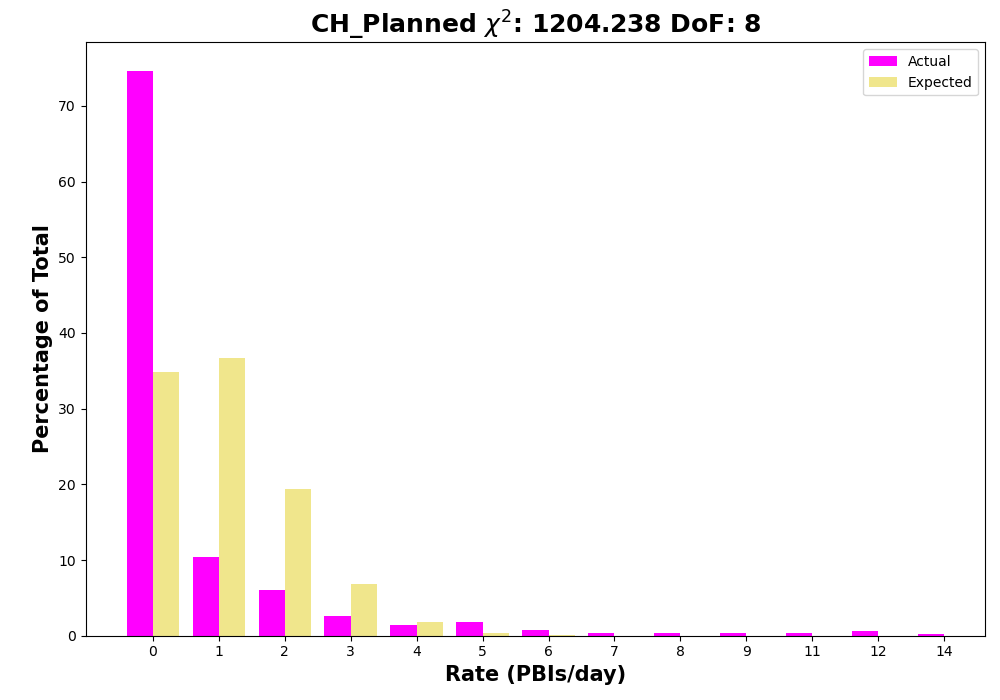 CH_Planned χ²: 1204.238 DoF: 8
Actual
Expected
Percentage of Total
70
60
50
40
30
20
10
0
0 1 2 3 4 5 6 7 8 9 11 12 14
Rate (PBIs/day)